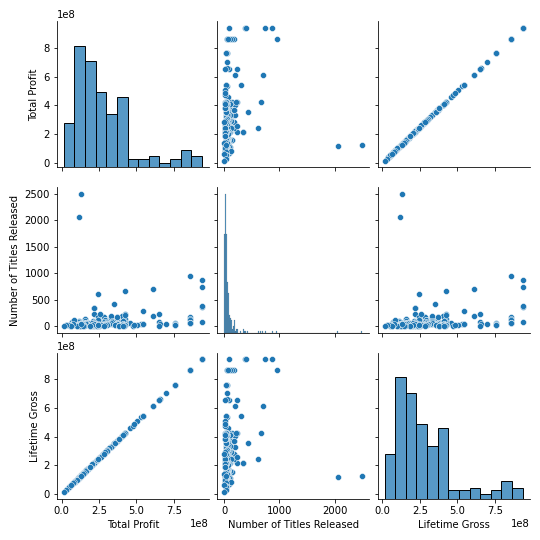 1e8
8
6
4
2
0
Total Profit
2500
2000
1500
1000
500
0
Number of Titles Released
1e8
8
6
4
2
0
Lifetime Gross
0.0 2.5 5.0 7.5
1e8
Total Profit
0 1000 2000
Number of Titles Released
0.0 2.5 5.0 7.5
1e8
Lifetime Gross